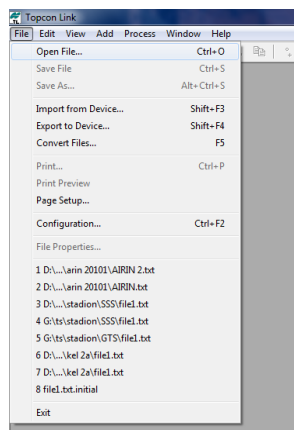 Topcon Link
File Edit View Add Process Window Help
Open File... Ctrl+O
Save File Ctrl+S
Save As... Alt+Ctrl+S
Import from Device... Shift+F3
Export to Device... Shift+F4
Convert Files... F5
Print... Ctrl+P
Print Preview
Page Setup...
Configuration... Ctrl+F2
File Properties...
1 D:\...\arin 20101\AIRIN 2.txt
2 D:\...\arin 20101\AIRIN.txt
3 D:\...\stadion\SSS\file1.txt
4 G:\ts\stadion\SSS\file1.txt
5 G:\ts\stadion\GTS\file1.txt
6 D:\...\kel 2a\file1.txt
7 D:\...\kel 2a\file1.txt
8 file1.txt.initial
Exit